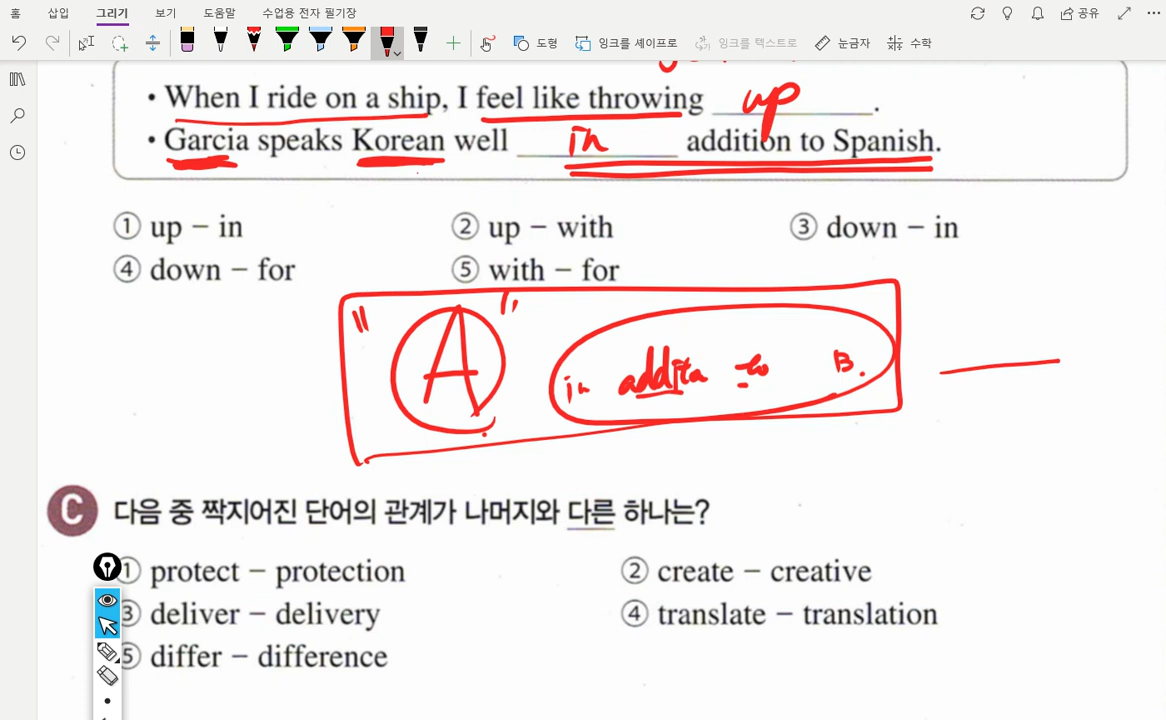 홈 삽입 그리기 보기 도움말 수업용 전자 필기장 공유
도형 잉크를 셰이프로 잉크를 텍스트로 눈금자 수학
• When I ride on a ship, I feel like throwing up .
• Garcia speaks Korean well in addition to Spanish.
① up − in ② up − with ③ down − in
④ down − for ⑤ with − for
" A " in to B.
C 다음 중 짝지어진 단어의 관계가 나머지와 다른 하나는?
① protect − protection ② create − creative
③ deliver − delivery ④ translate − translation
⑤ differ − difference